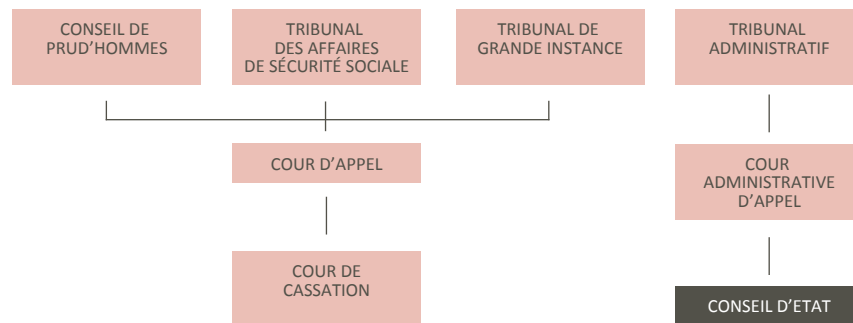 CONSEIL DE
PRUD’HOMMES
TRIBUNAL
DES AFFAIRES
DE SÉCURITÉ SOCIALE
TRIBUNAL DE
GRANDE INSTANCE
TRIBUNAL
ADMINISTRATIF
COUR D’APPEL
COUR
ADMINISTRATIVE
D’APPEL
COUR DE
CASSATION
CONSEIL D’ETAT